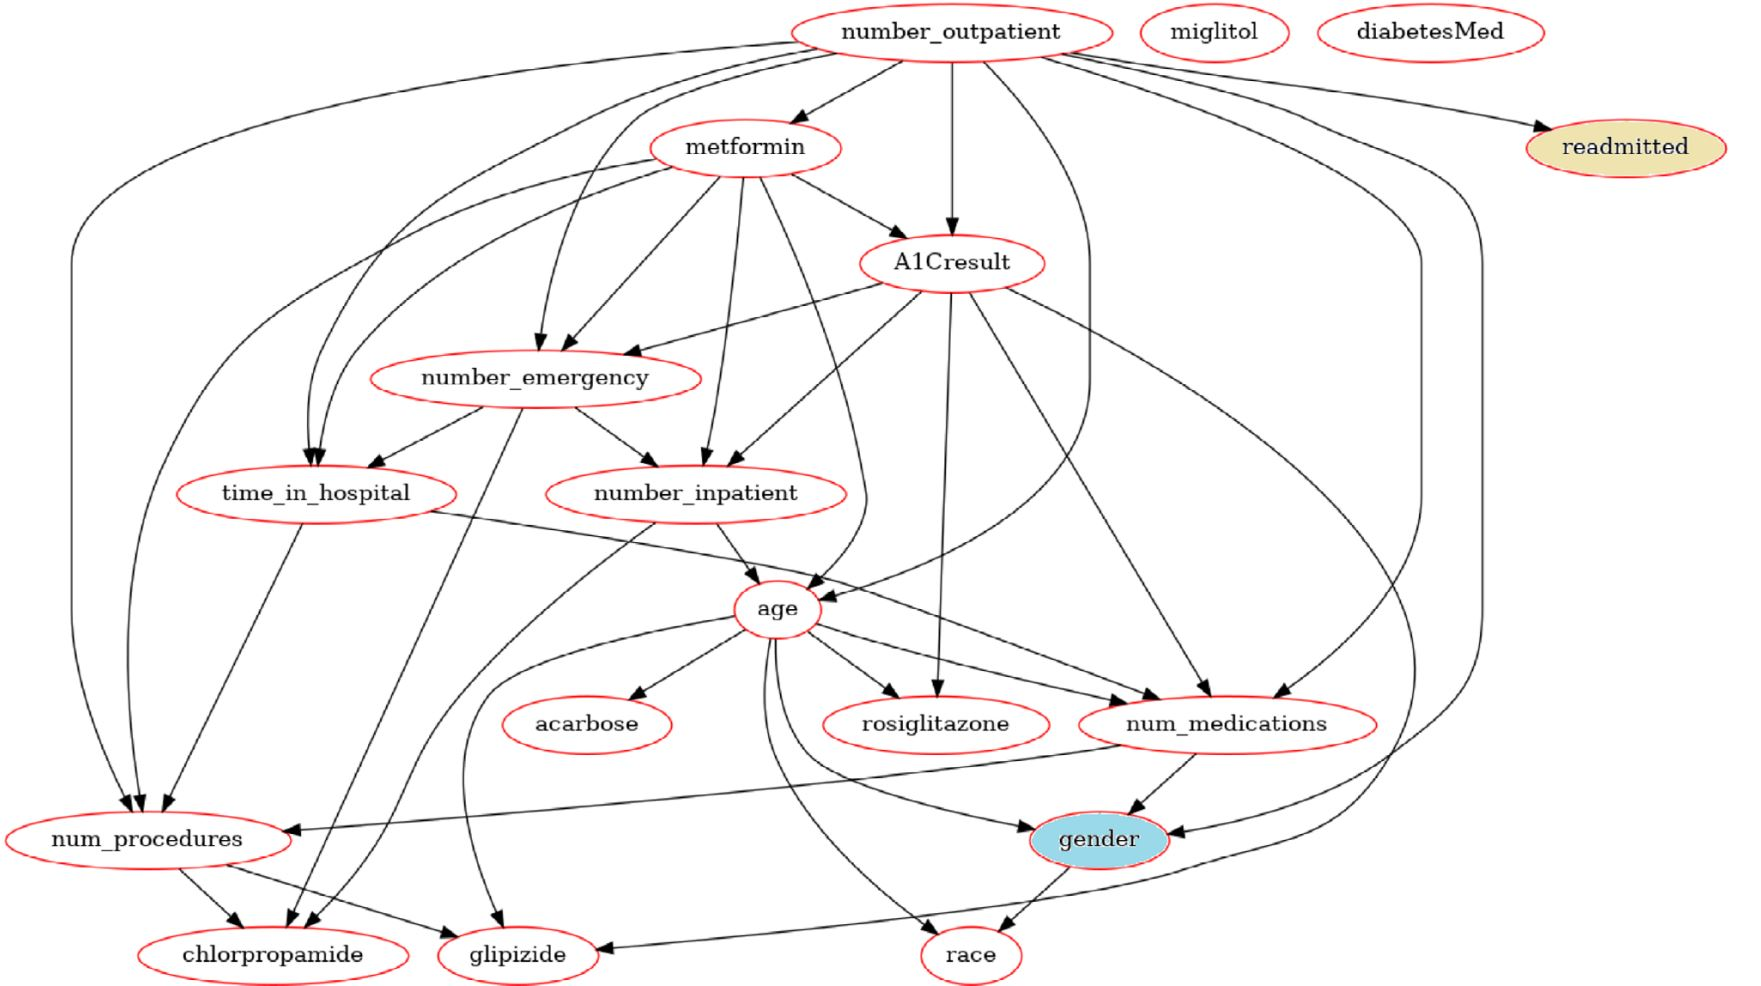 number_outpatient
miglitol
diabetesMed
metformin
readmitted
A1Cresult
number_emergency
time_in_hospital
number_inpatient
age
acarbose
rosiglitazone
num_medications
num_procedures
gender
chlorpropamide
glipizide
race